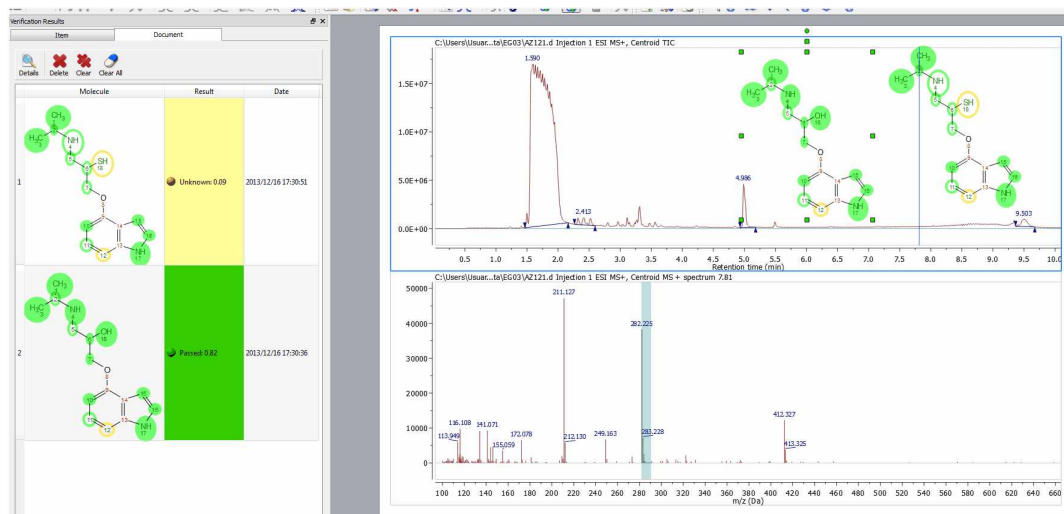 Verification Results
Item Document
Details Delete Clear Clear All
Molecule Result Date
1
CH3
H3C
NH
SH
O
NH
Unknown: 0.09
2013/12/16 17:30:51
2
CH3
H3C
NH
OH
O
NH
Passed: 0.82
2013/12/16 17:30:36
C:\Users\Usuar...ta\EG03\AZ121.d Injection 1 ESI MS+, Centroid TIC
1.5E+07
1.0E+07
5.0E+06
0.0E+00
1.590
2.413
4.986
9.503
CH3
H3C
NH
OH
O
NH
CH3
H3C
NH
SH
O
NH
0.5 1.0 1.5 2.0 2.5 3.0 3.5 4.0 4.5 5.0 5.5 6.0 6.5 7.0 7.5 8.0 8.5 9.0 9.5 10.0
Retention time (min)
C:\Users\Usuar...ta\EG03\AZ121.d Injection 1 ESI MS+, Centroid MS + spectrum 7.81
50000
40000
30000
20000
10000
0
113.949
116.108
141.071
155.059
172.078
211.127
212.130
249.163
282.225
283.228
412.327
413.325
100 120 140 160 180 200 220 240 260 280 300 320 340 360 380 400 420 440 460 480 500 520 540 560 580 600 620 640 660
m/z (Da)